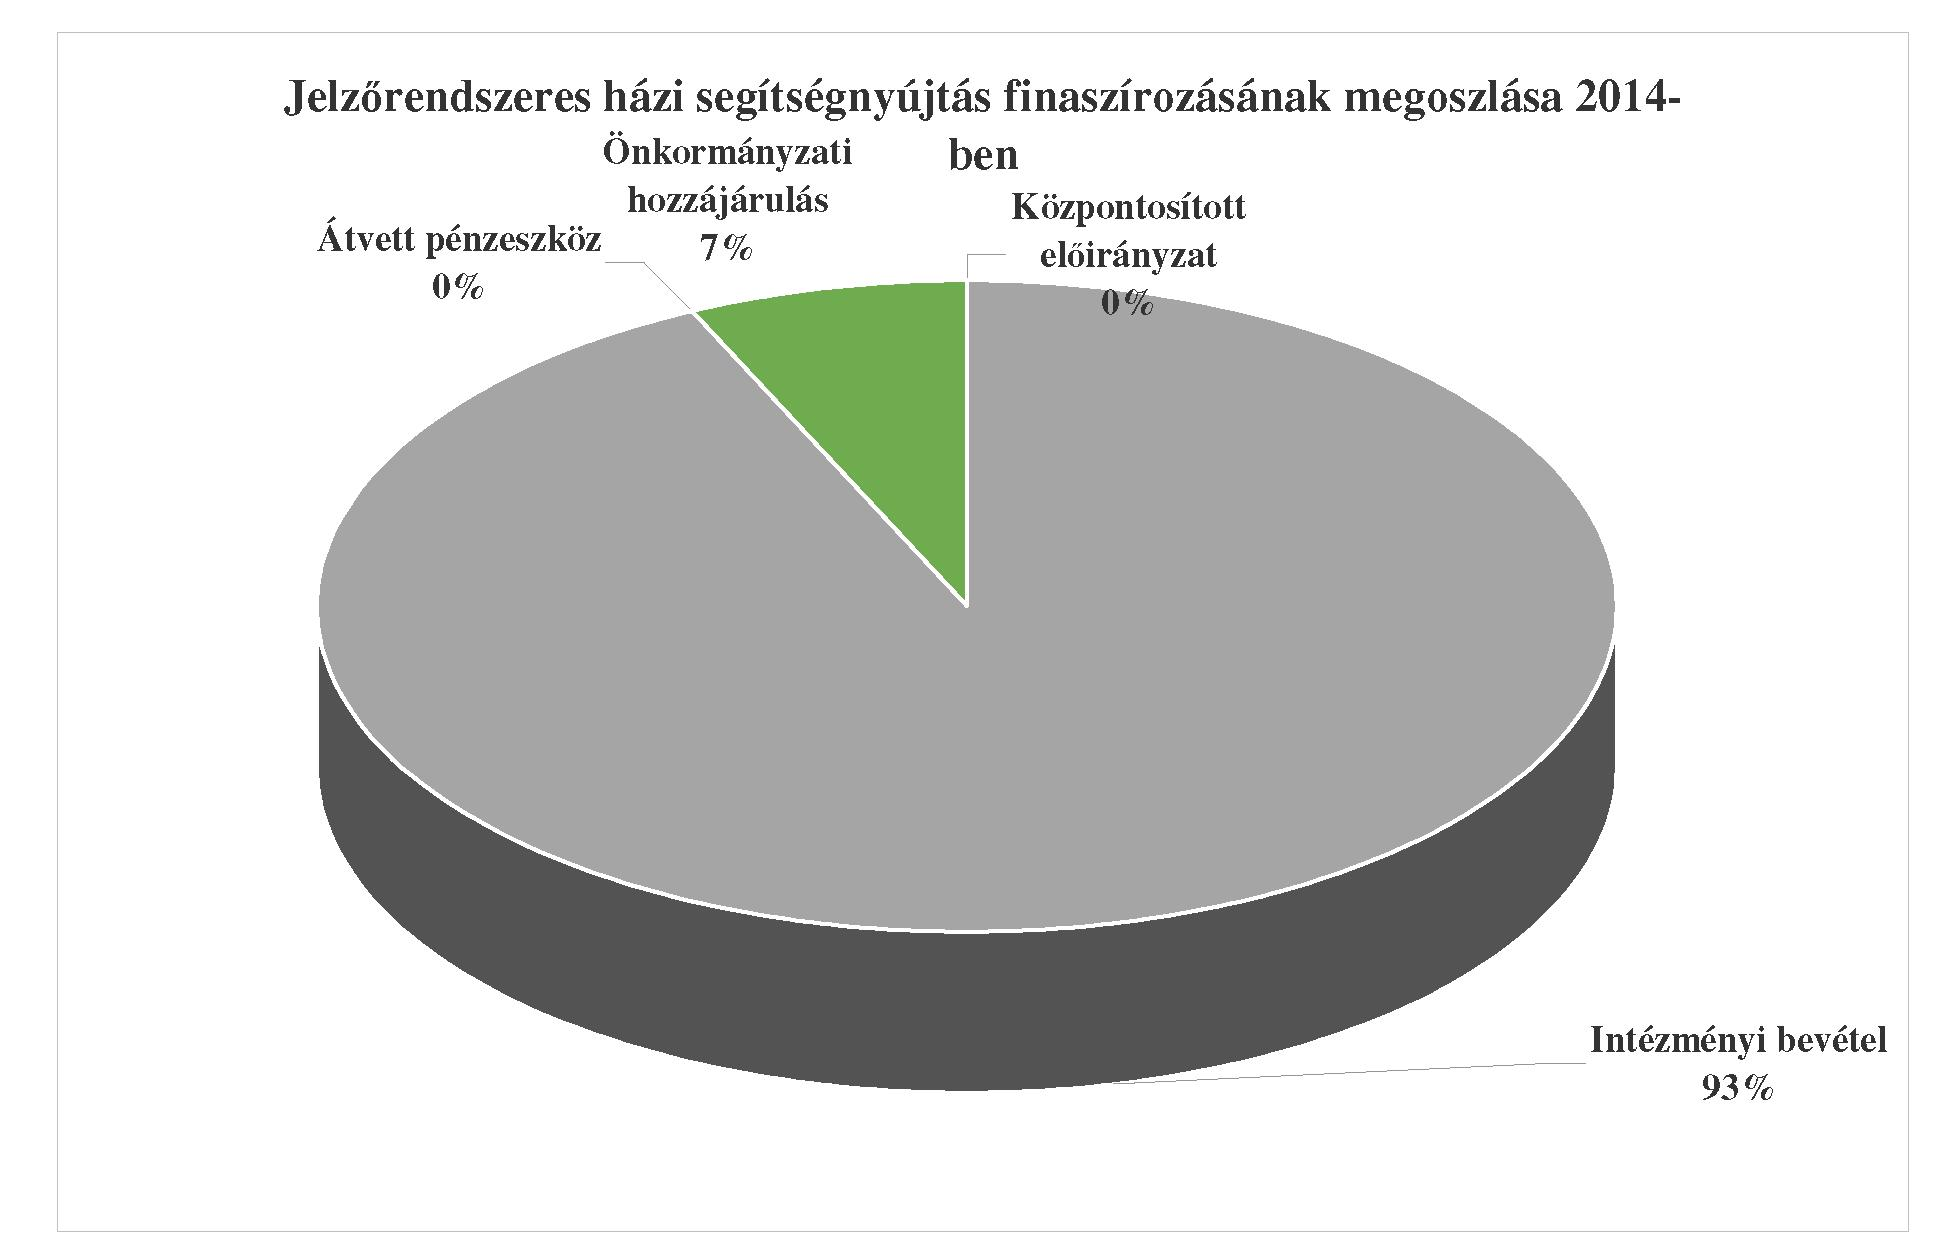 Jelzőrendszeres házi segítségnyújtás finaszírozásának megoszlása 2014-
ben
Önkormányzati
hozzájárulás
7%
Központosított
előirányzat
0%
Átvett pénzeszköz
0%
Intézményi bevétel
93%